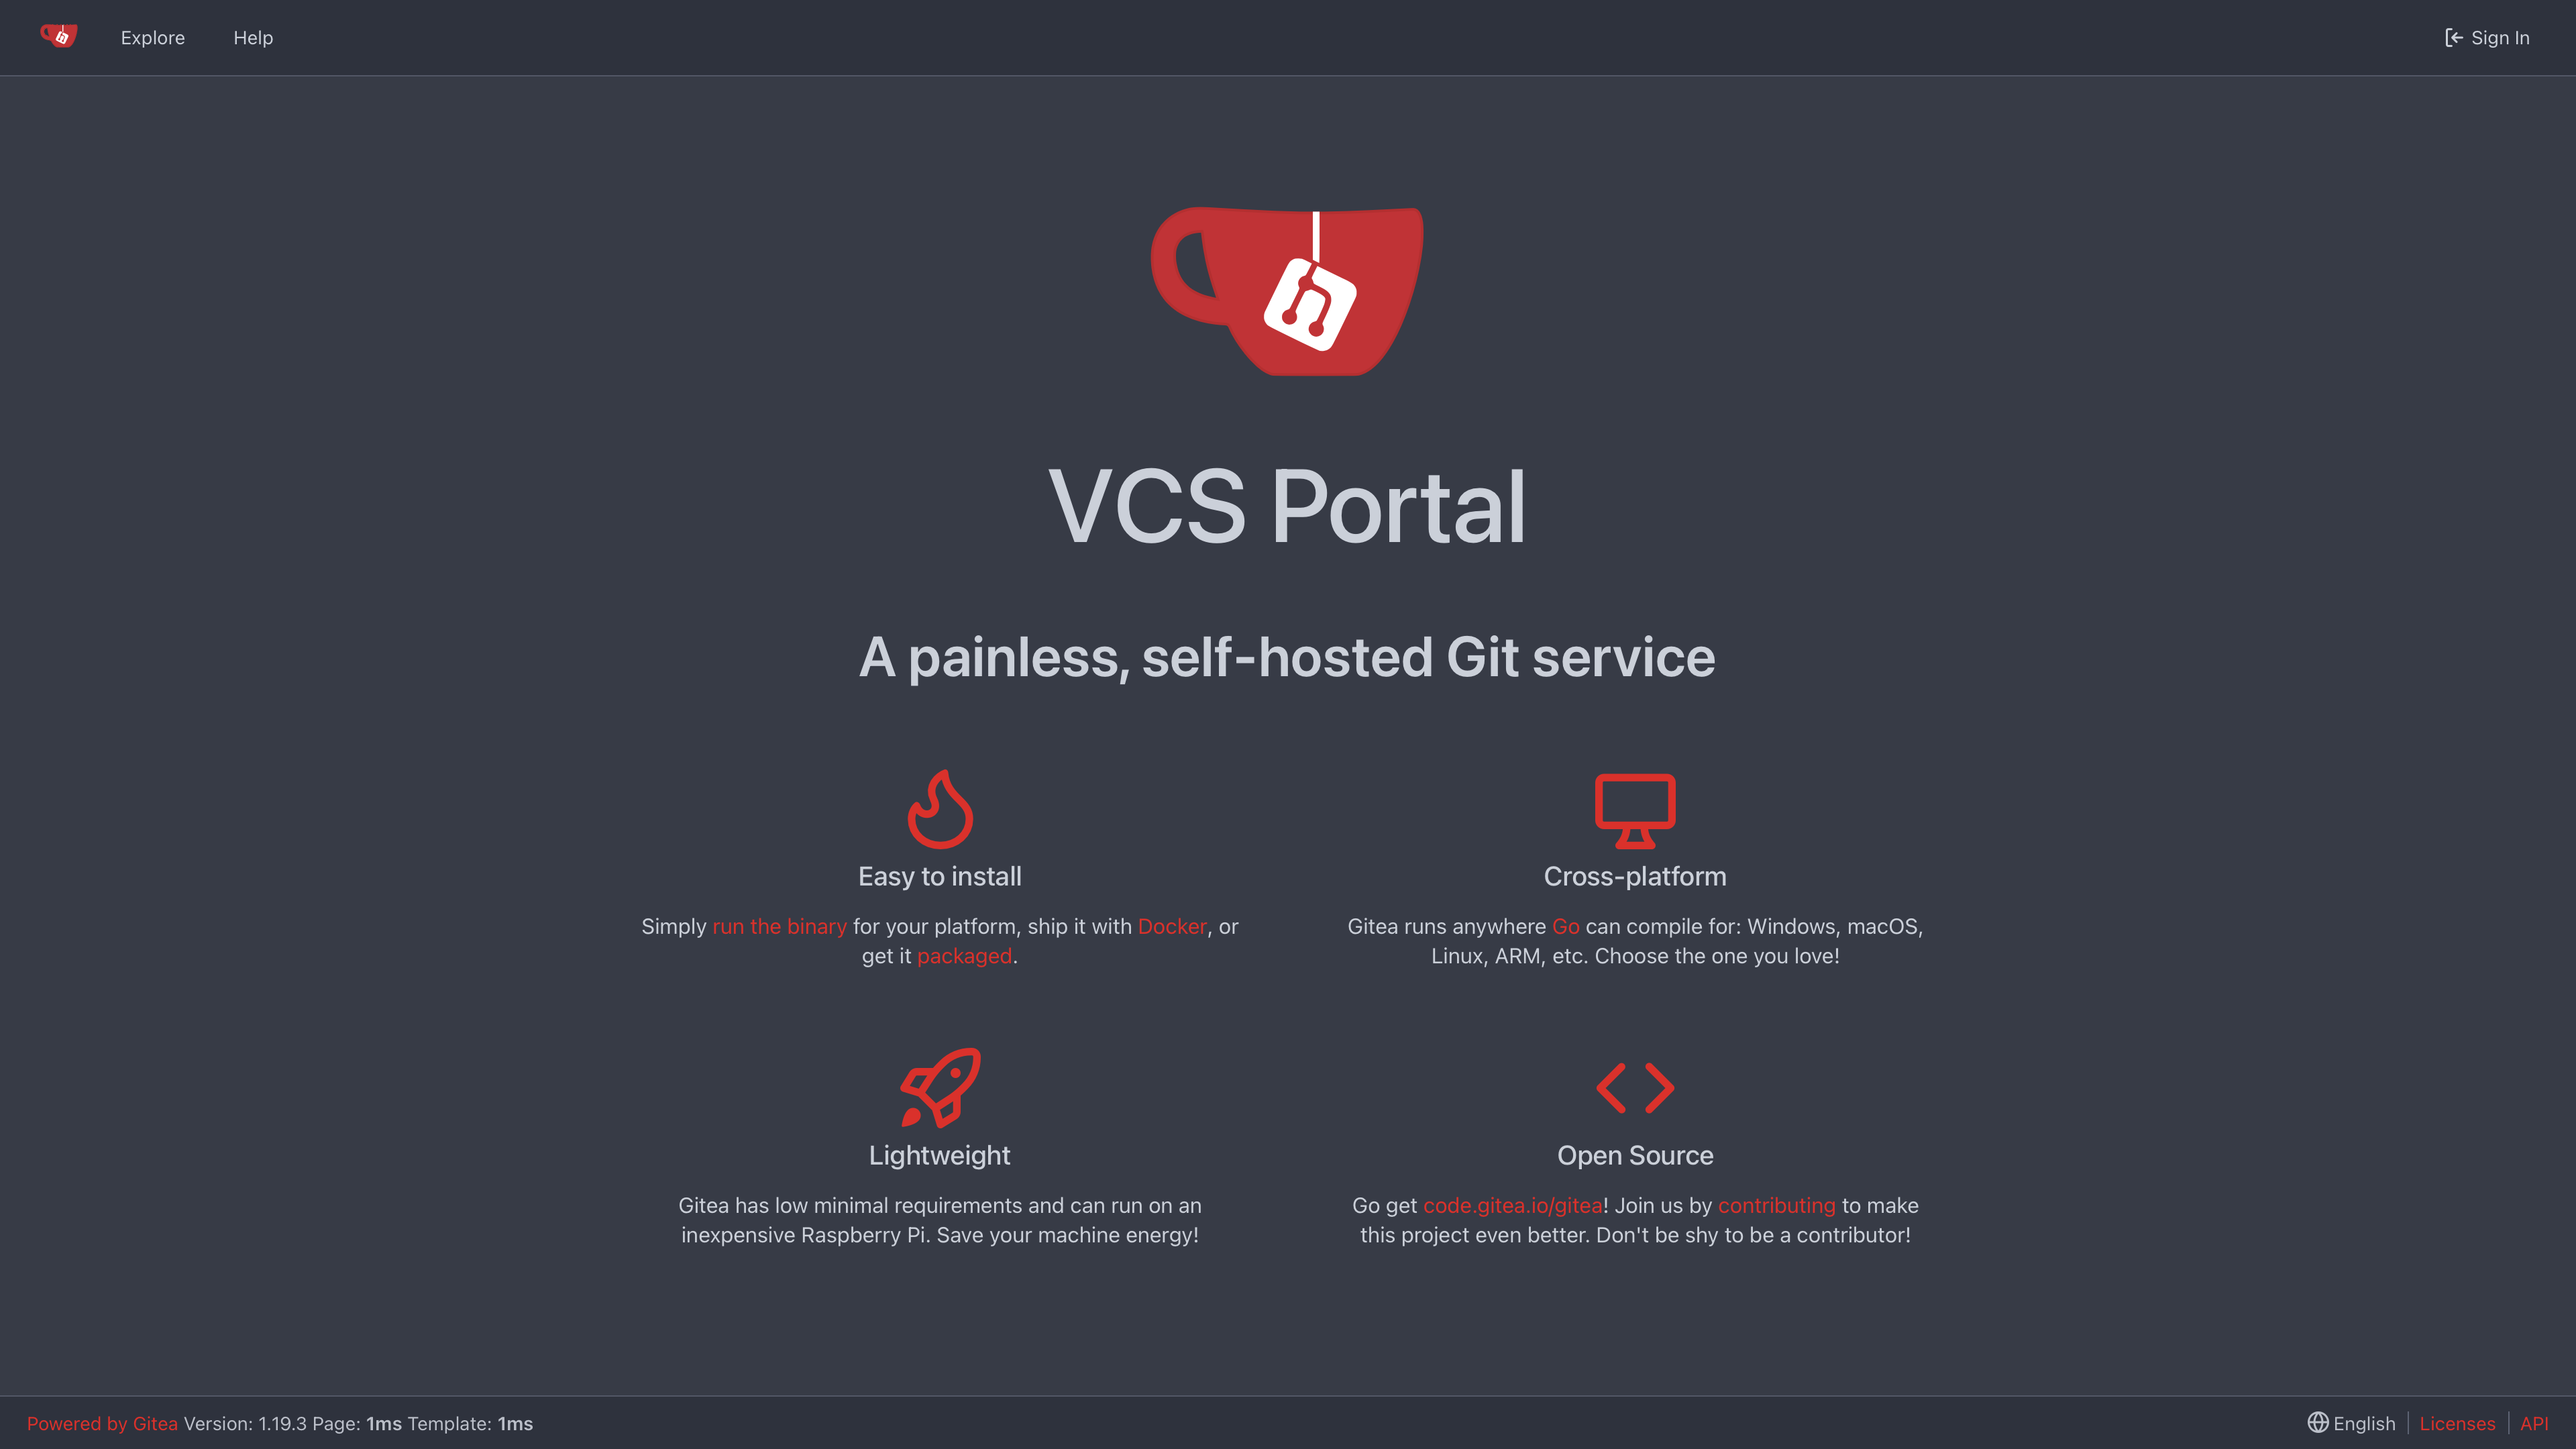 Explore Help Sign In
VCS Portal
A painless, self-hosted Git service
Easy to install
Simply run the binary for your platform, ship it with Docker, or
get it packaged.
Cross-platform
Gitea runs anywhere Go can compile for: Windows, macOS,
Linux, ARM, etc. Choose the one you love!
Lightweight
Gitea has low minimal requirements and can run on an
inexpensive Raspberry Pi. Save your machine energy!
Open Source
Go get code.gitea.io/gitea! Join us by contributing to make
this project even better. Don't be shy to be a contributor!
Powered by Gitea Version: 1.19.3 Page: 1ms Template: 1ms English Licenses API